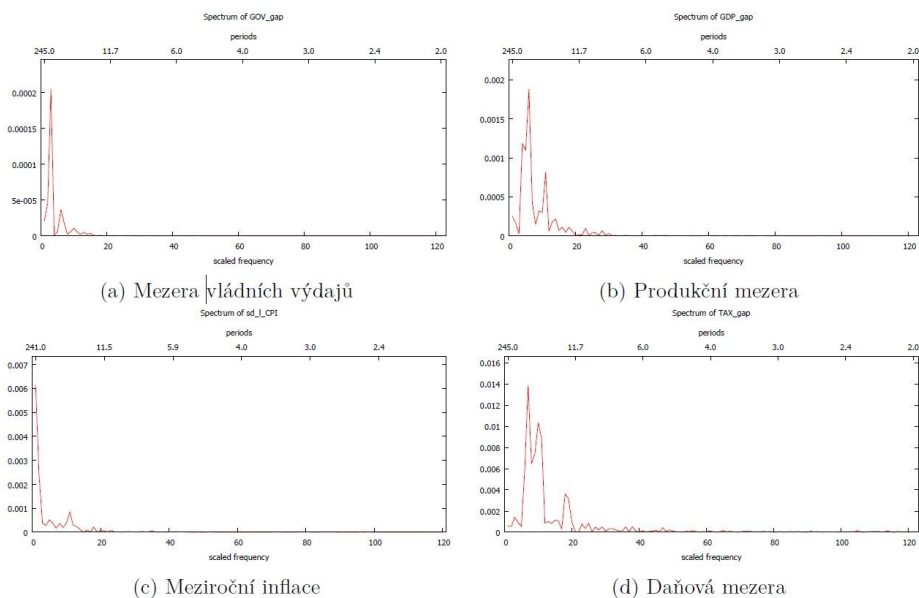 Spectrum of GOV_gap
periods
245.0 11.7 6.0 4.0 3.0 2.4 2.0
0.0002
0.00015
0.0001
5e-005
0
0 20 40 60 80 100 120
scaled frequency
(a) Mezera vládních výdajů
Spectrum of GDP_gap
periods
245.0 11.7 6.0 4.0 3.0 2.4 2.0
0.002
0.0015
0.001
0.0005
0
0 20 40 60 80 100 120
scaled frequency
(b) Produkční mezera
Spectrum of sd_l_CPI
periods
241.0 11.5 5.9 4.0 3.0 2.4
0.007
0.006
0.005
0.004
0.003
0.002
0.001
0
0 20 40 60 80 100 120
scaled frequency
(c) Meziroční inflace
Spectrum of TAX_gap
periods
245.0 11.7 6.0 4.0 3.0 2.4 2.0
0.016
0.014
0.012
0.01
0.008
0.006
0.004
0.002
0
0 20 40 60 80 100 120
scaled frequency
(d) Daňová mezera